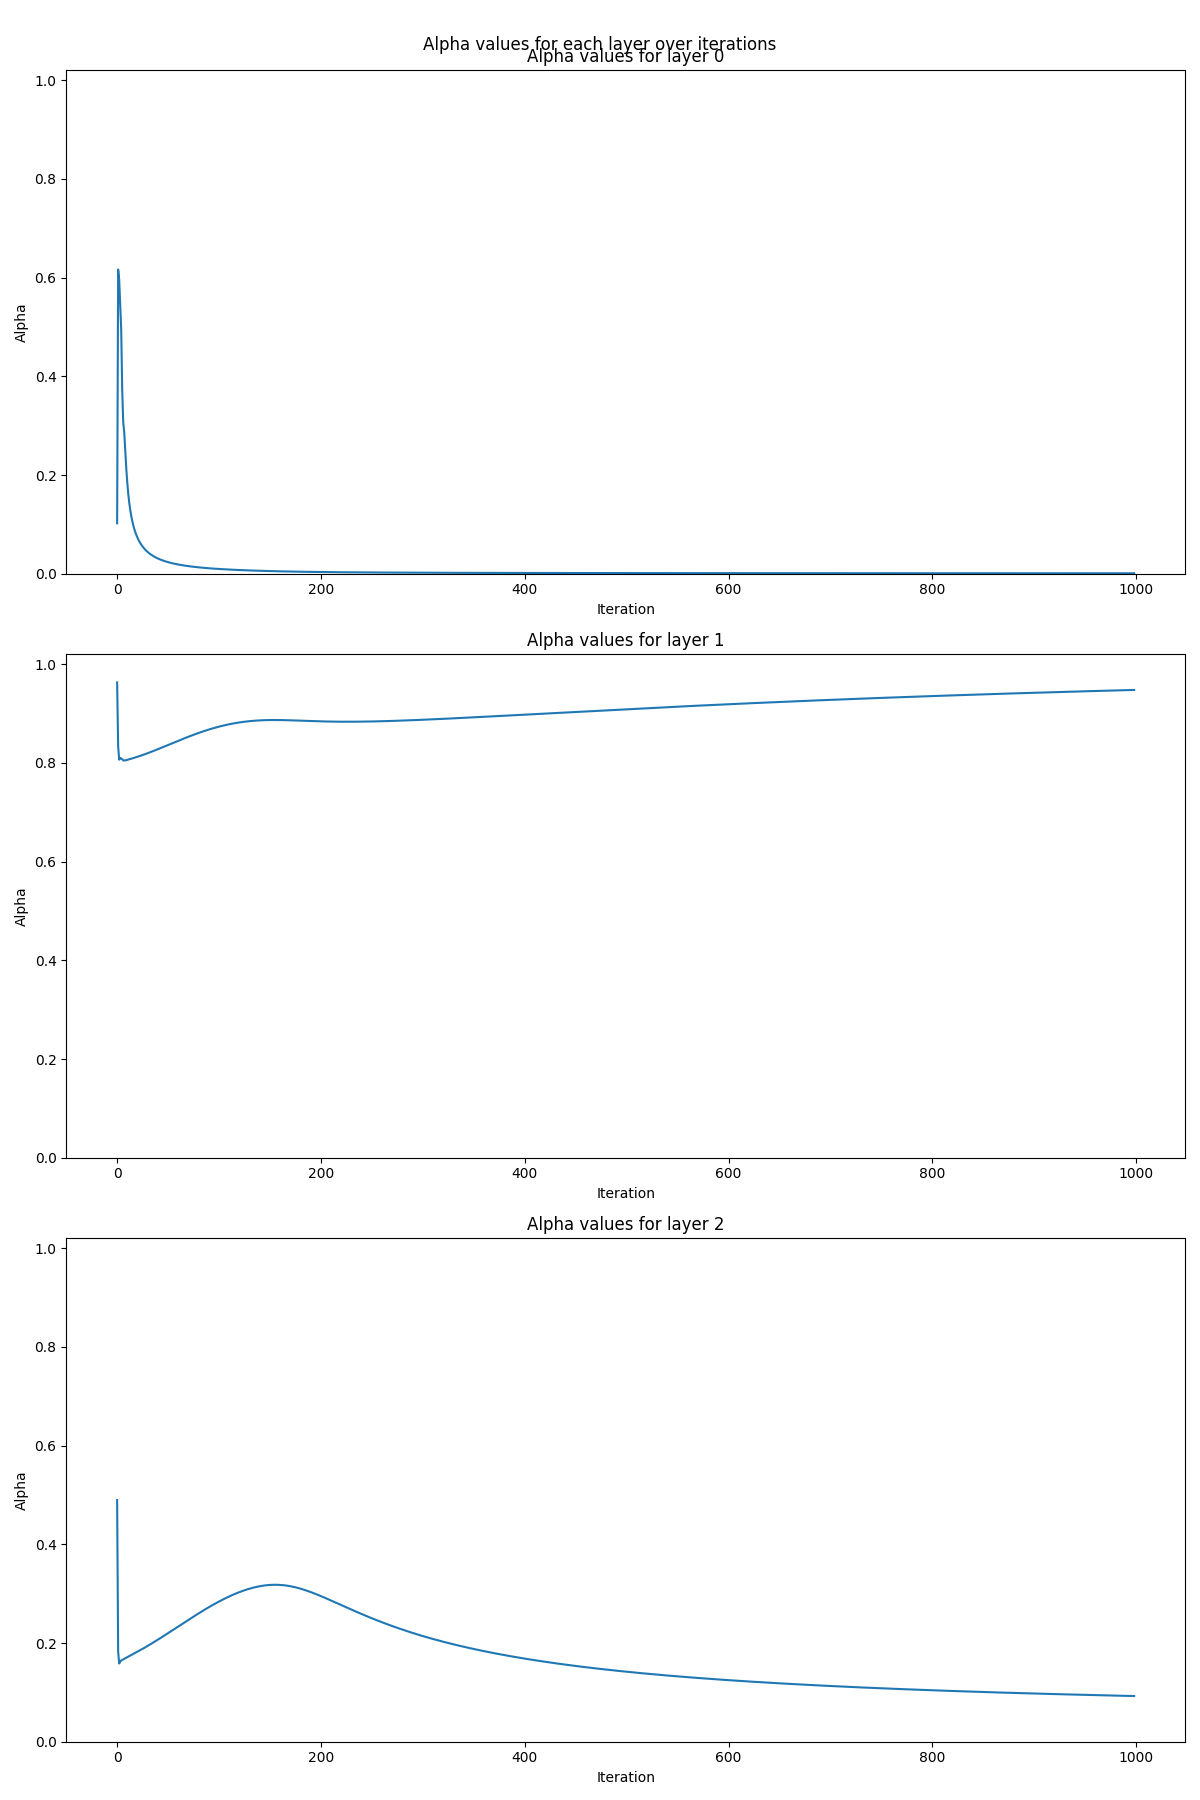 Alpha values for each layer over iterations
Alpha values for layer 0
1.0
0.8
0.6
0.4
0.2
0.0
Alpha
0 200 400 600 800 1000
Iteration
Alpha values for layer 1
1.0
0.8
0.6
0.4
0.2
0.0
Alpha
0 200 400 600 800 1000
Iteration
Alpha values for layer 2
1.0
0.8
0.6
0.4
0.2
0.0
Alpha
0 200 400 600 800 1000
Iteration